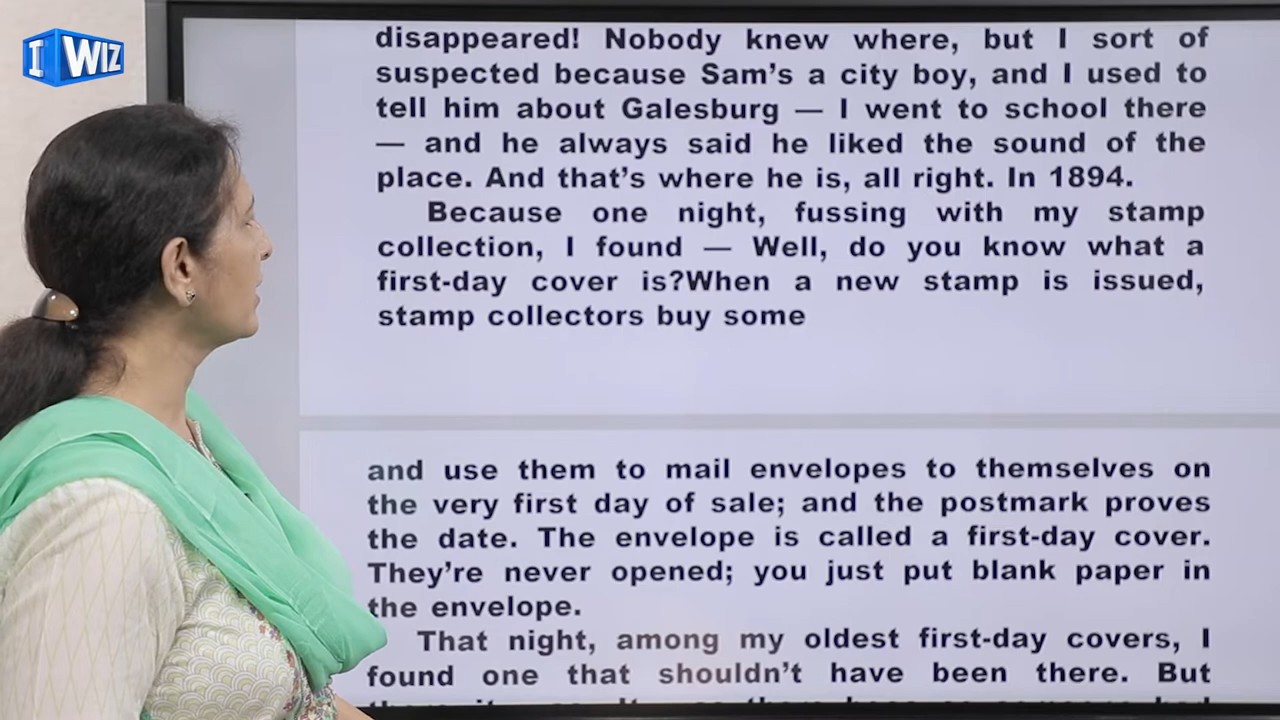 I WIZ
disappeared! Nobody knew where, but I sort of
suspected because Sam's a city boy, and I used to
tell him about Galesburg — I went to school there
— and he always said he liked the sound of the
place. And that's where he is, all right. In 1894.
Because one night, fussing with my stamp
collection, I found — Well, do you know what a
first-day cover is?When a new stamp is issued,
stamp collectors buy some
and use them to mail envelopes to themselves on
the very first day of sale; and the postmark proves
the date. The envelope is called a first-day cover.
They're never opened; you just put blank paper in
the envelope.
That night, among my oldest first-day covers, I
found one that shouldn't have been there. But